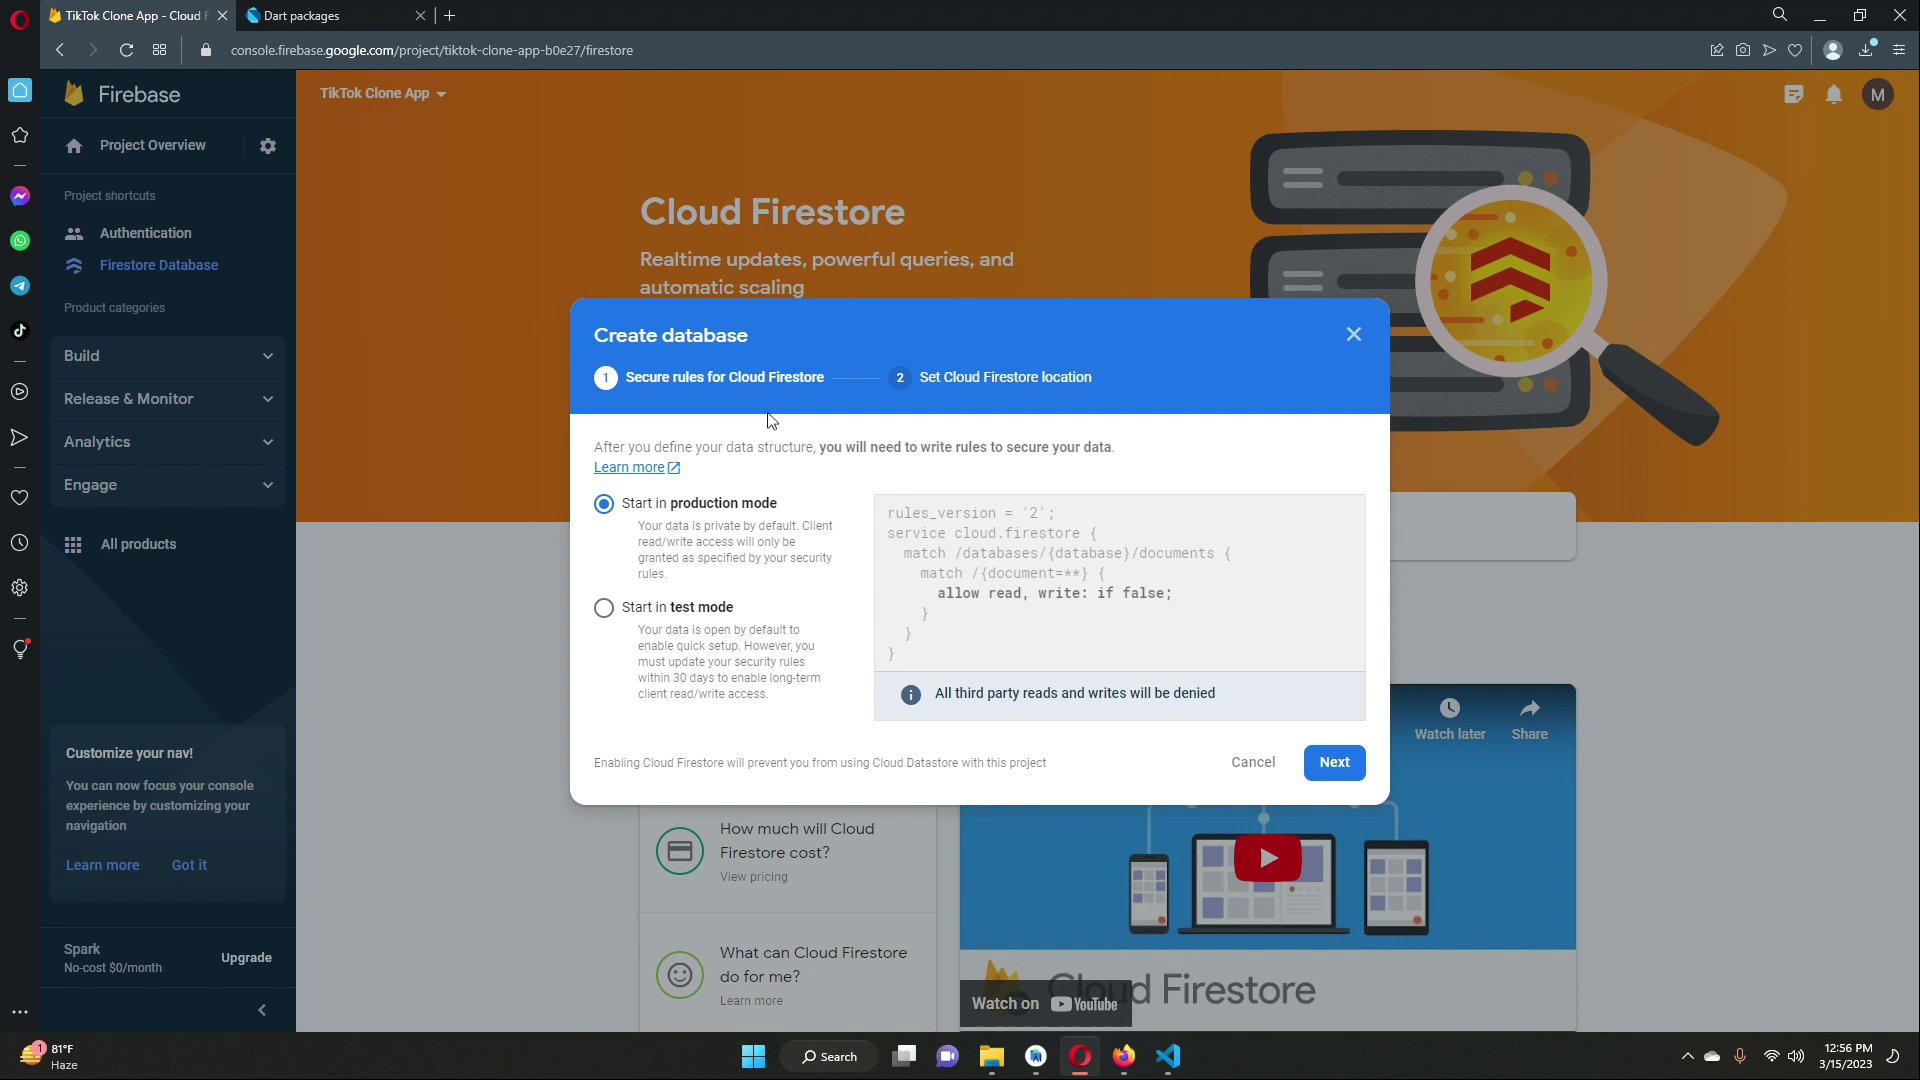 TikTok Clone App - Cloud F
Dart packages
console.firebase.google.com/project/tiktok-clone-app-b0e27/firestore
Firebase
TikTok Clone App
M
Project Overview
Project shortcuts
Authentication
Firestore Database
Product categories
Build
Release & Monitor
Analytics
Engage
All products
Customize your nav!
You can now focus your console
experience by customizing your
navigation
Learn more
Got it
Spark
No-cost $0/month
Upgrade
Cloud Firestore
Realtime updates, powerful queries, and
automatic scaling
Create database
1 Secure rules for Cloud Firestore
2 Set Cloud Firestore location
After you define your data structure, you will need to write rules to secure your data.
Learn more
Start in production mode
Your data is private by default. Client
read/write access will only be
granted as specified by your security
rules.
Start in test mode
Your data is open by default to
enable quick setup. However, you
must update your security rules
within 30 days to enable long-term
client read/write access.
rules_version = '2';
service cloud.firestore {
match /databases/{database}/documents {
match /{document=**} {
allow read, write: if false;
}
}
}
All third party reads and writes will be denied
Enabling Cloud Firestore will prevent you from using Cloud Datastore with this project
Cancel
Next
Watch later
Share
How much will Cloud
Firestore cost?
View pricing
What can Cloud Firestore
do for me?
Learn more
Cloud Firestore
Watch on YouTube
1
81°F
Haze
Search
12:56 PM
3/15/2023